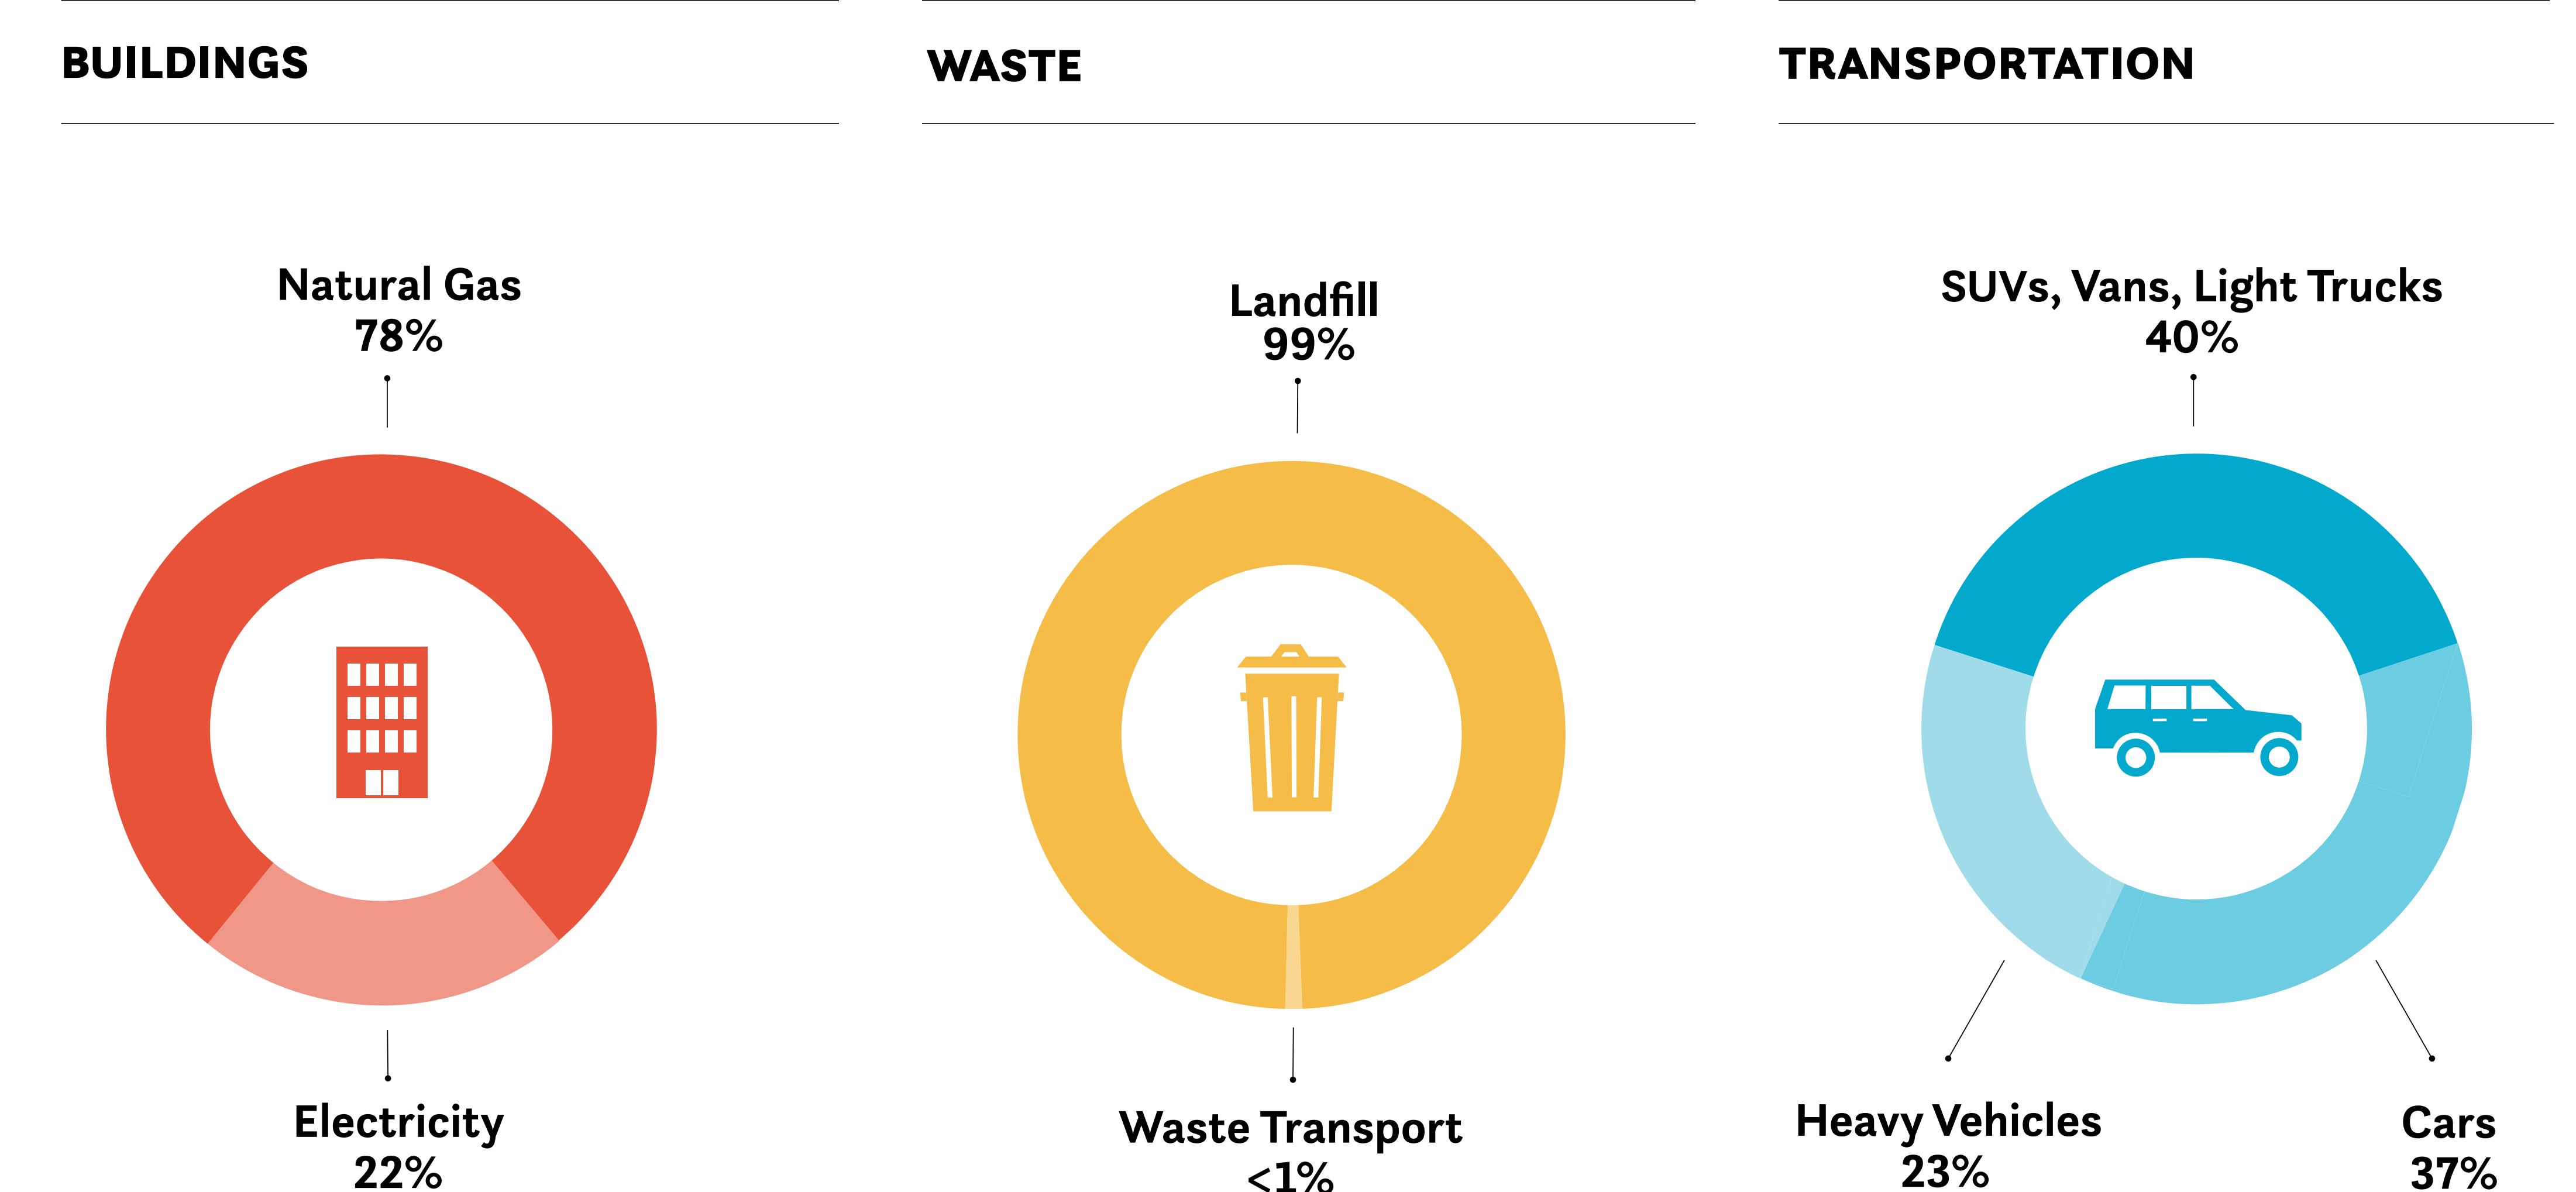 BUILDINGS
Natural Gas
78%
Electricity
22%
WASTE
Landfill
99%
Waste Transport
<1%
TRANSPORTATION
SUVs, Vans, Light Trucks
40%
Heavy Vehicles
23%
Cars
37%